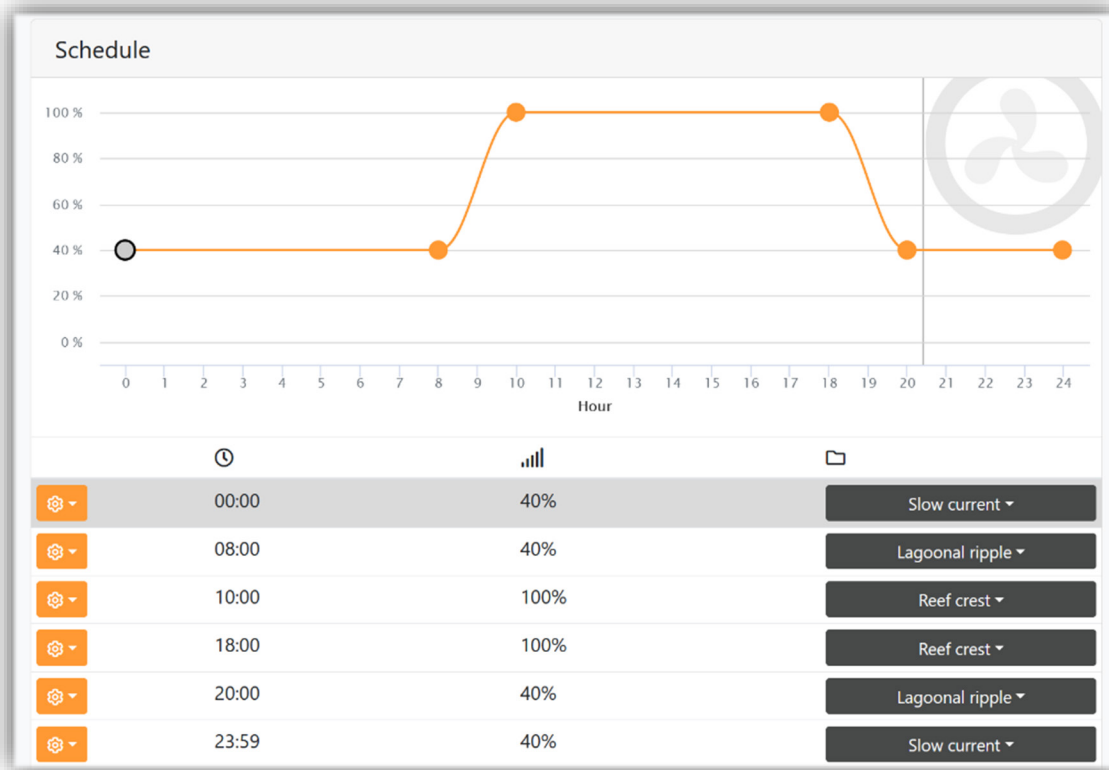 Schedule
100 %
80 %
60 %
40 %
20 %
0 %
0 1 2 3 4 5 6 7 8 9 10 11 12 13 14 15 16 17 18 19 20 21 22 23 24
Hour
00:00 40% Slow current
08:00 40% Lagoonal ripple
10:00 100% Reef crest
18:00 100% Reef crest
20:00 40% Lagoonal ripple
23:59 40% Slow current